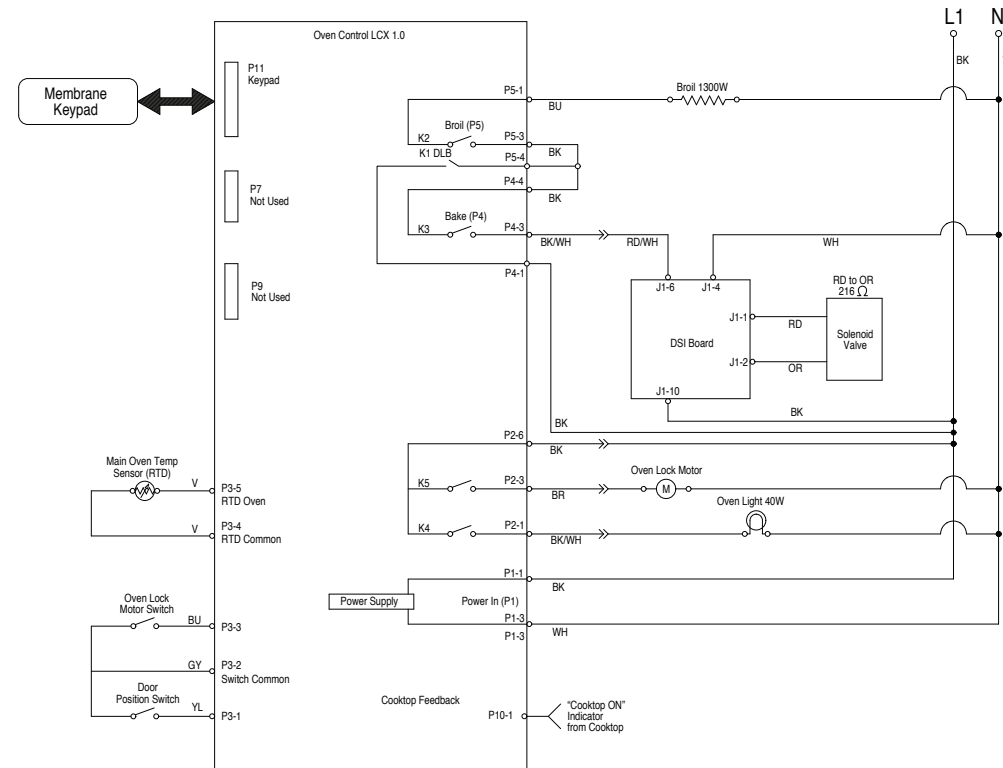 L1 N
BK
Oven Control LCX 1.0
P11
Keypad
Membrane
Keypad
P5-1
BU
Broil 1300W
Broil (P5)
K2
P5-3
K1 DLB
BK
P5-4
P4-4
BK
P7
Not Used
Bake (P4)
K3
P4-3
BK/WH
RD/WH
WH
P4-1
P9
Not Used
J1-6
J1-4
RD to OR
216 Ω
J1-1
RD
Solenoid
Valve
DSI Board
J1-2
OR
J1-10
BK
BK
P2-6
BK
Main Oven Temp
Sensor (RTD)
V
P3-5
RTD Oven
K5
P2-3
BR
Oven Lock Motor
M
Oven Light 40W
V
P3-4
RTD Common
K4
P2-1
BK/WH
P1-1
BK
Power Supply
Power In (P1)
P1-3
WH
P1-3
Oven Lock
Motor Switch
BU
P3-3
GY
P3-2
Switch Common
Door
Position Switch
YL
P3-1
Cooktop Feedback
P10-1
"Cooktop ON"
Indicator
from Cooktop